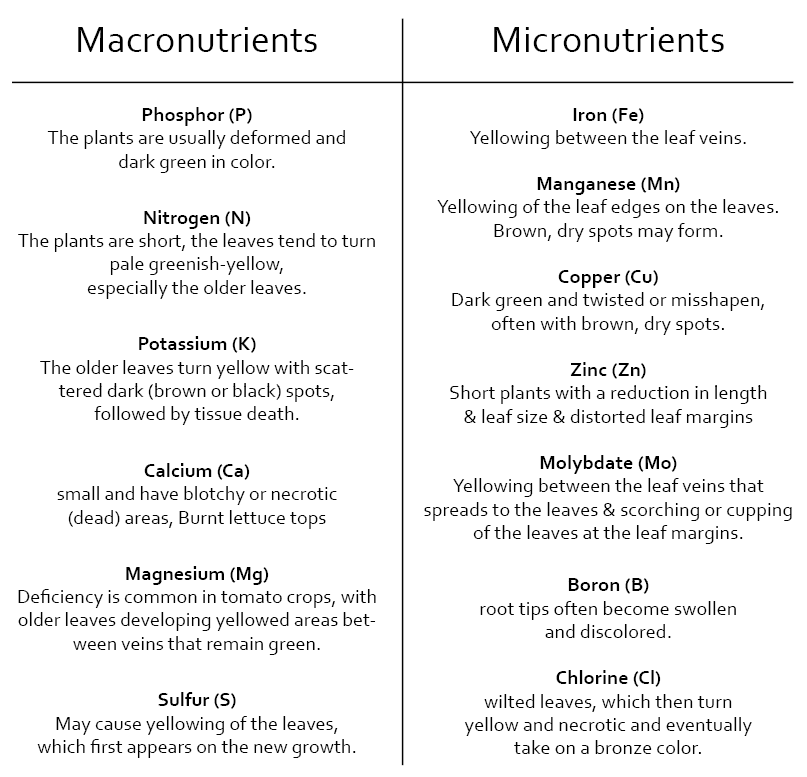 Macronutrients
Phosphor (P)
The plants are usually deformed and
dark green in color.
Nitrogen (N)
The plants are short, the leaves tend to turn
pale greenish-yellow,
especially the older leaves.
Potassium (K)
The older leaves turn yellow with scat-
tered dark (brown or black) spots,
followed by tissue death.
Calcium (Ca)
small and have blotchy or necrotic
(dead) areas, Burnt lettuce tops
Magnesium (Mg)
Deficiency is common in tomato crops, with
older leaves developing yellowed areas bet-
ween veins that remain green.
Sulfur (S)
May cause yellowing of the leaves,
which first appears on the new growth.
Micronutrients
Iron (Fe)
Yellowing between the leaf veins.
Manganese (Mn)
Yellowing of the leaf edges on the leaves.
Brown, dry spots may form.
Copper (Cu)
Dark green and twisted or misshapen,
often with brown, dry spots.
Zinc (Zn)
Short plants with a reduction in length
& leaf size & distorted leaf margins
Molybdate (Mo)
Yellowing between the leaf veins that
spreads to the leaves & scorching or cupping
of the leaves at the leaf margins.
Boron (B)
root tips often become swollen
and discolored.
Chlorine (Cl)
wilted leaves, which then turn
yellow and necrotic and eventually
take on a bronze color.